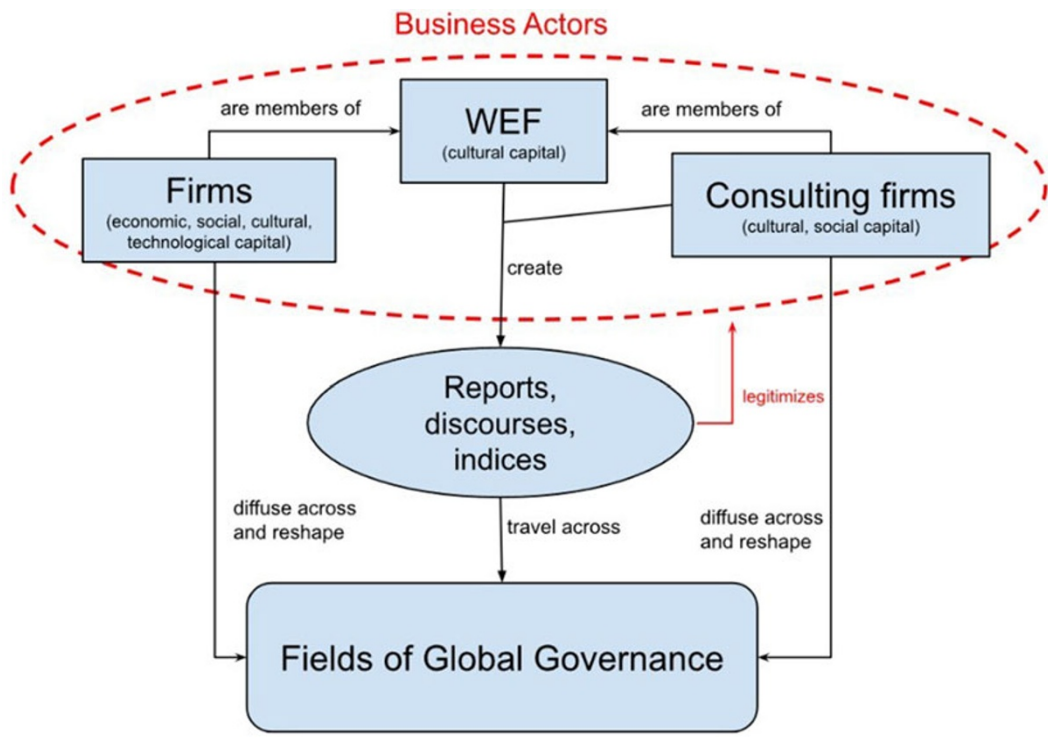 Business Actors
are members of
WEF
(cultural capital)
are members of
Firms
(economic, social, cultural,
technological capital)
Consulting firms
(cultural, social capital)
create
Reports,
discourses,
indices
legitimizes
diffuse across
and reshape
travel across
diffuse across
and reshape
Fields of Global Governance